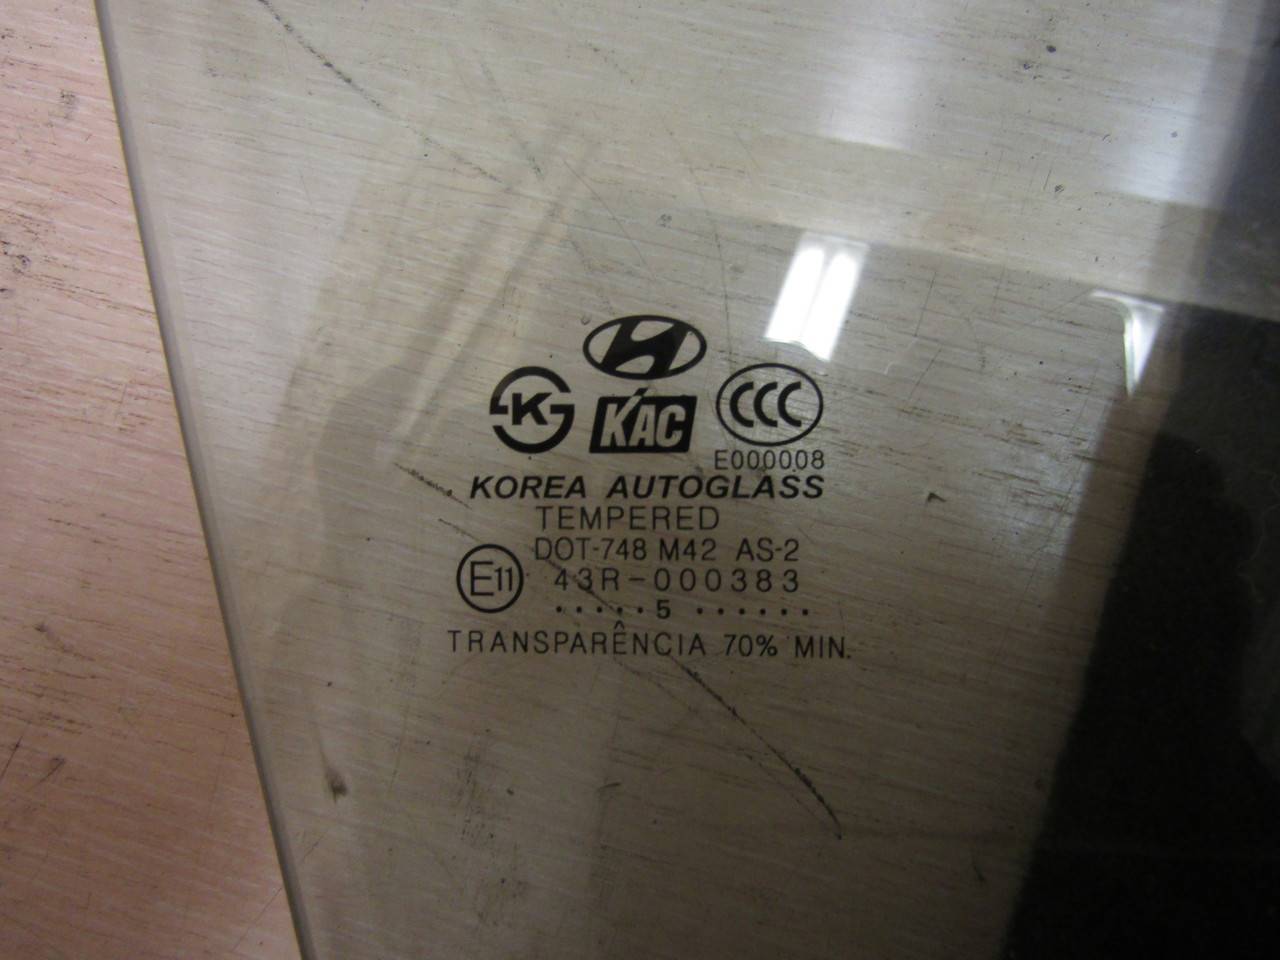 K
KAC
CCC
E000008
KOREA AUTOGLASS
TEMPERED
DOT-748 M42 AS-2
E11
43R-000383
.....5 ......
TRANSPARÊNCIA 70% MIN.